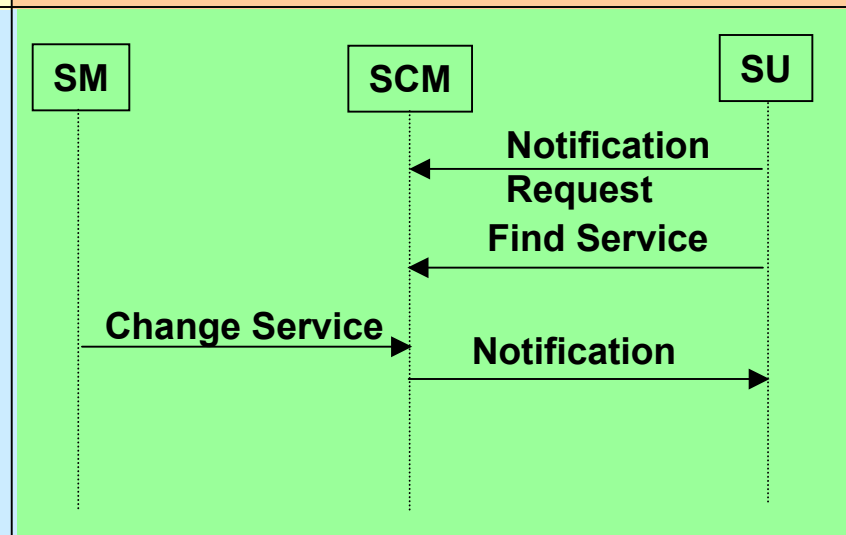 SM
SCM
SU
Notification
Request
Find Service
Change Service
Notification